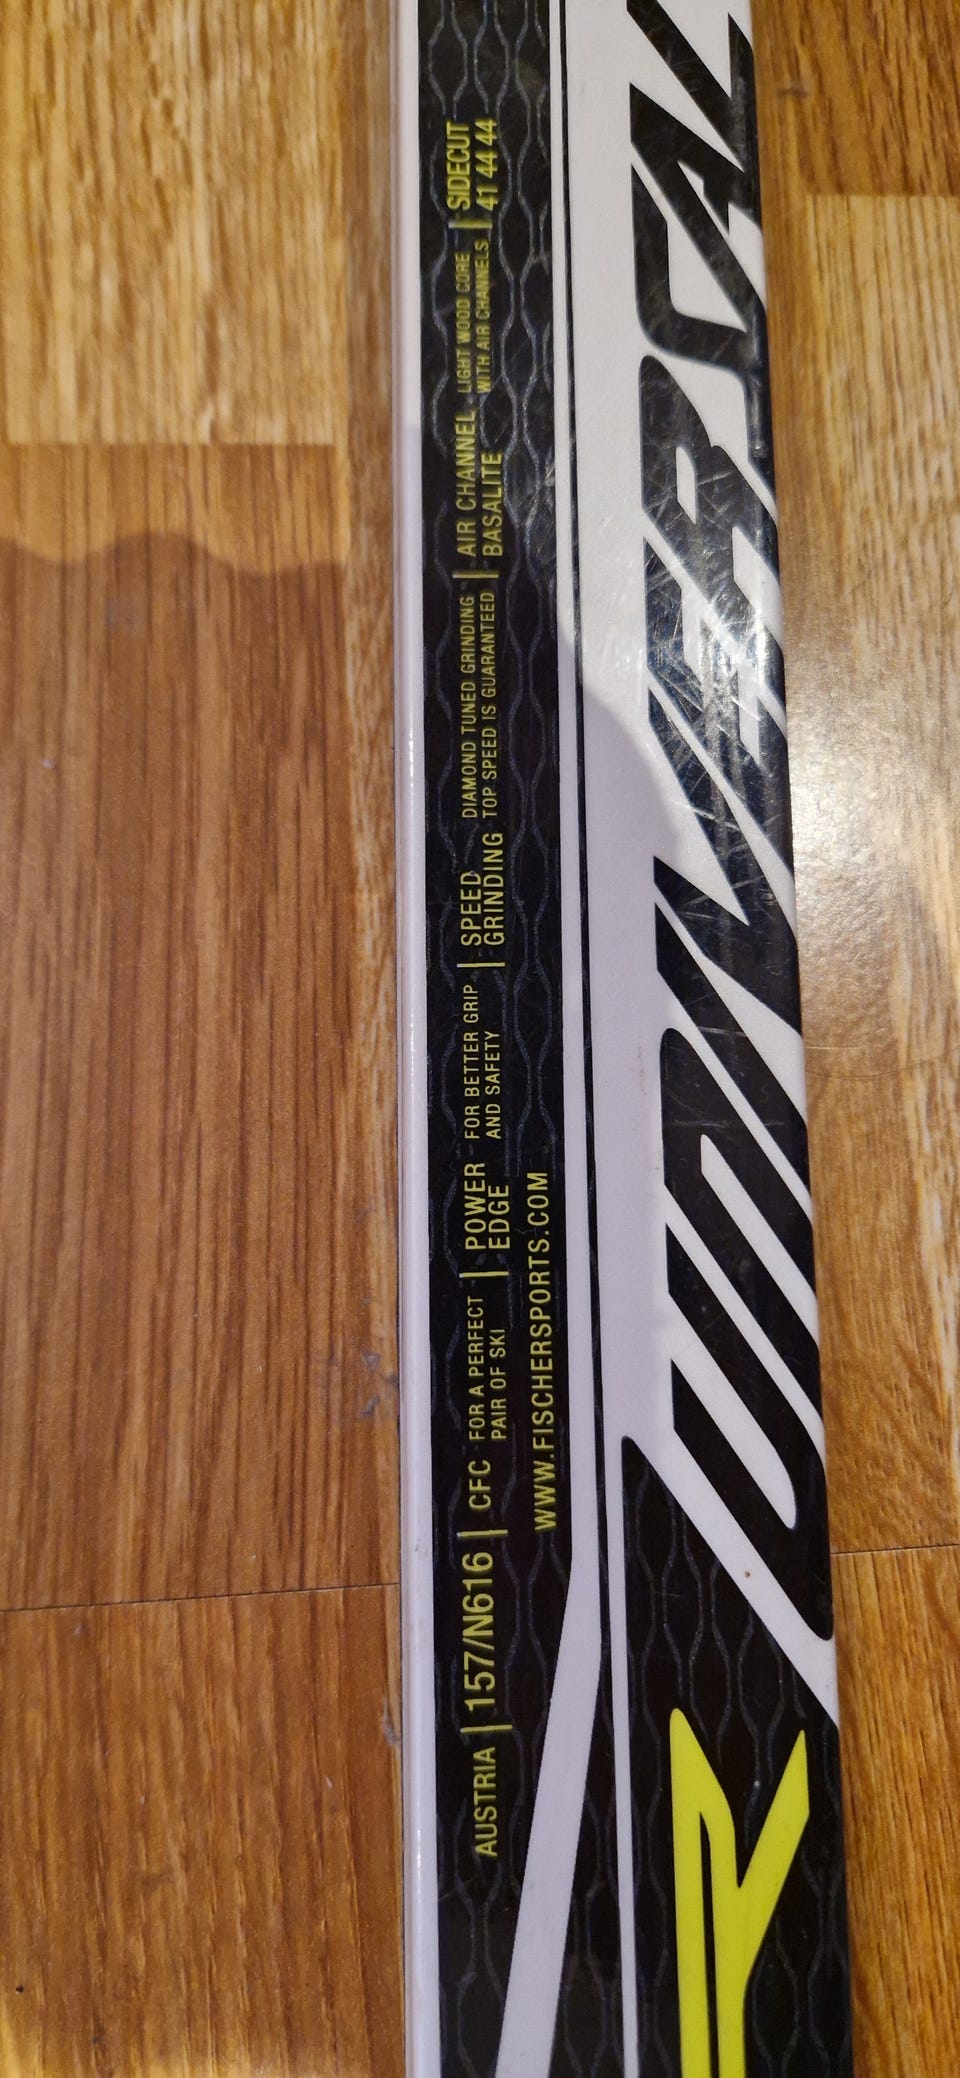 AUSTRIA | 157/N616 | CFC FOR A PERFECT PAIR OF SKI | POWER EDGE FOR BETTER GRIP AND SAFETY | SPEED GRINDING DIAMOND TUNED GRINDING TOP SPEED IS GUARANTEED | AIR CHANNEL BASALITE LIGHT WOOD CORE WITH AIR CHANNELS | SIDECUT 41 44 44
WWW.FISCHERSPORTS.COM
UNIVERCAL
R